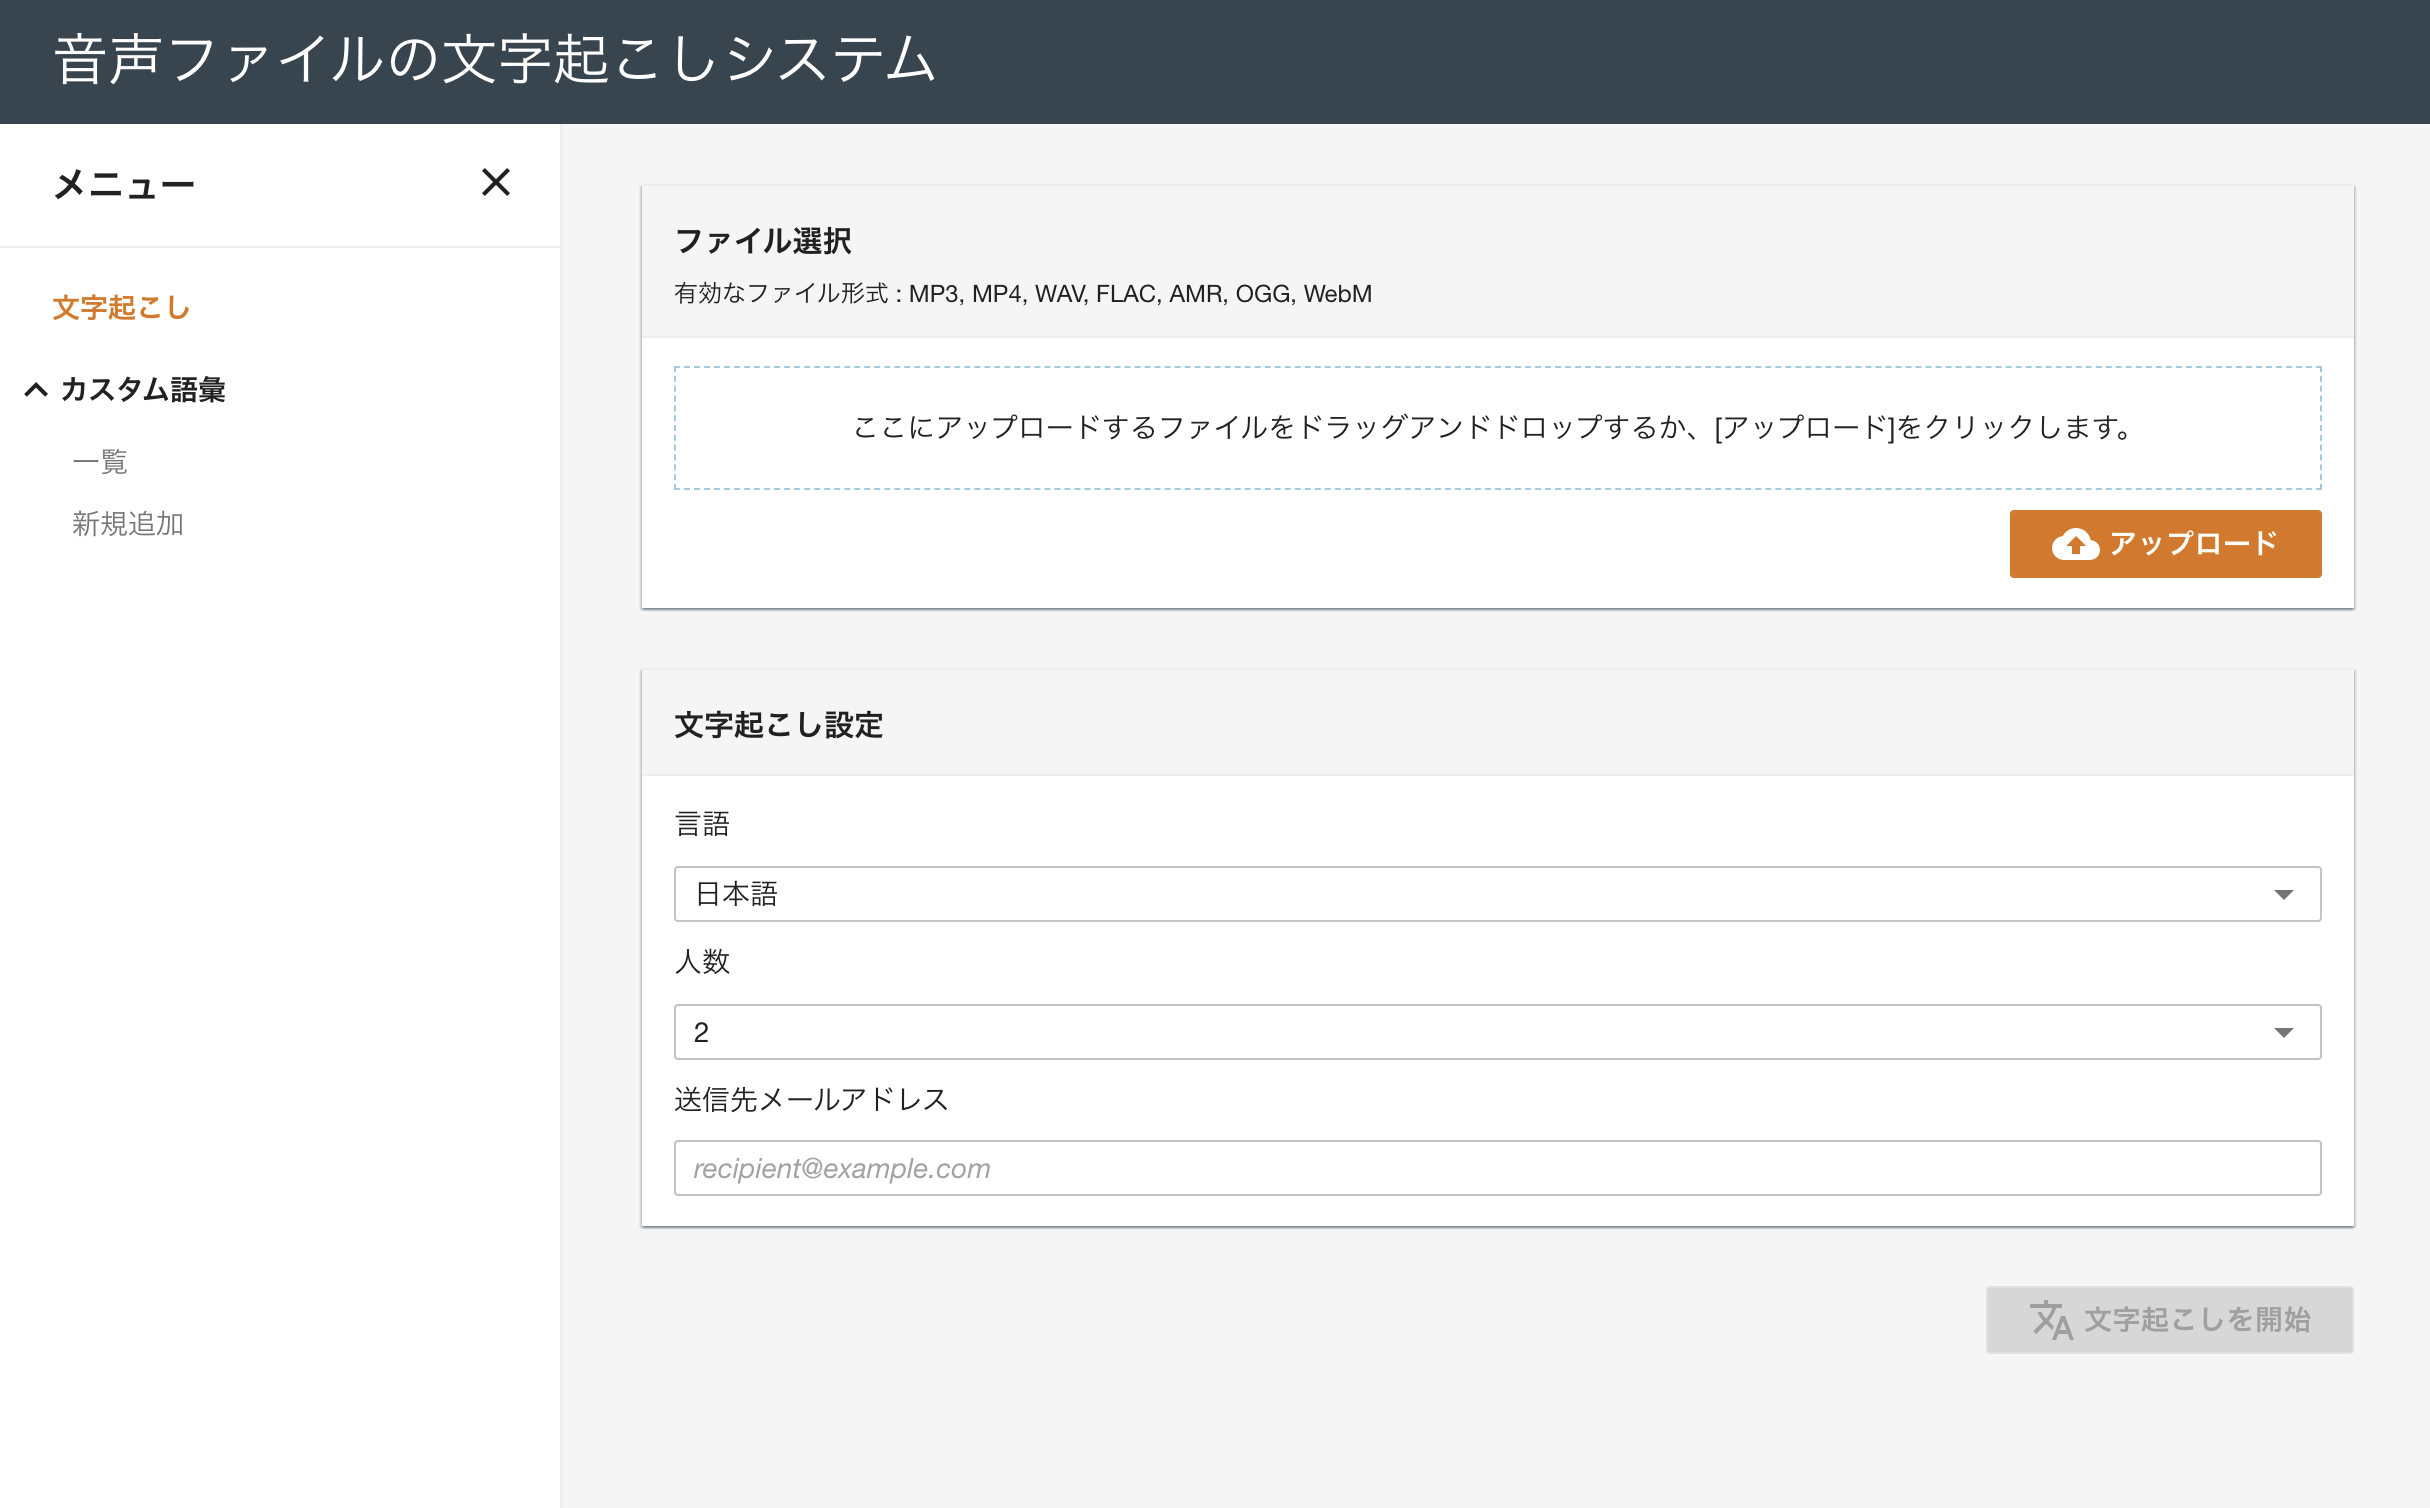 音声ファイルの文字起こしシステム
メニュー
文字起こし
カスタム語彙
一覧
新規追加
ファイル選択
有効なファイル形式 : MP3, MP4, WAV, FLAC, AMR, OGG, WebM
ここにアップロードするファイルをドラッグアンドドロップするか、[アップロード]をクリックします。
アップロード
文字起こし設定
言語
日本語
人数
2
送信先メールアドレス
recipient@example.com
文字起こしを開始